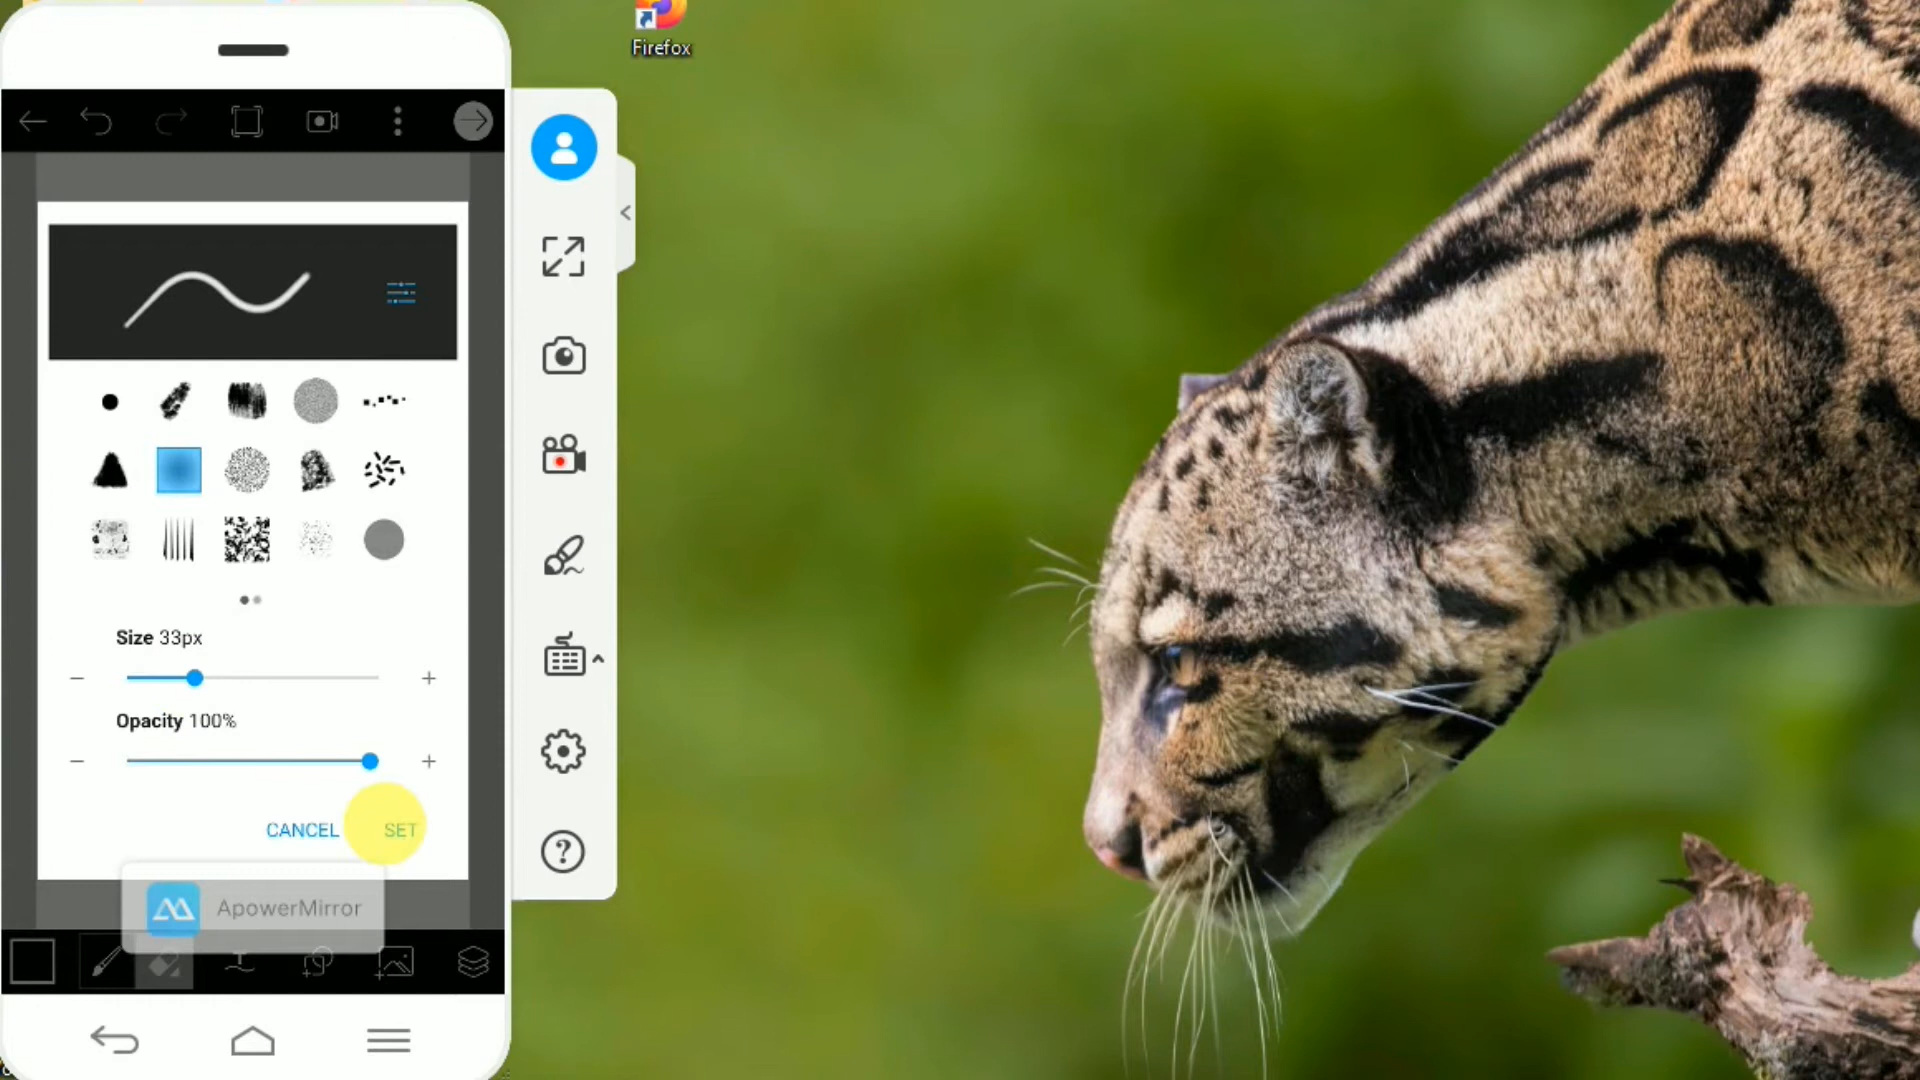 Firefox
Size 33px
Opacity 100%
CANCEL SET
ApowerMirror